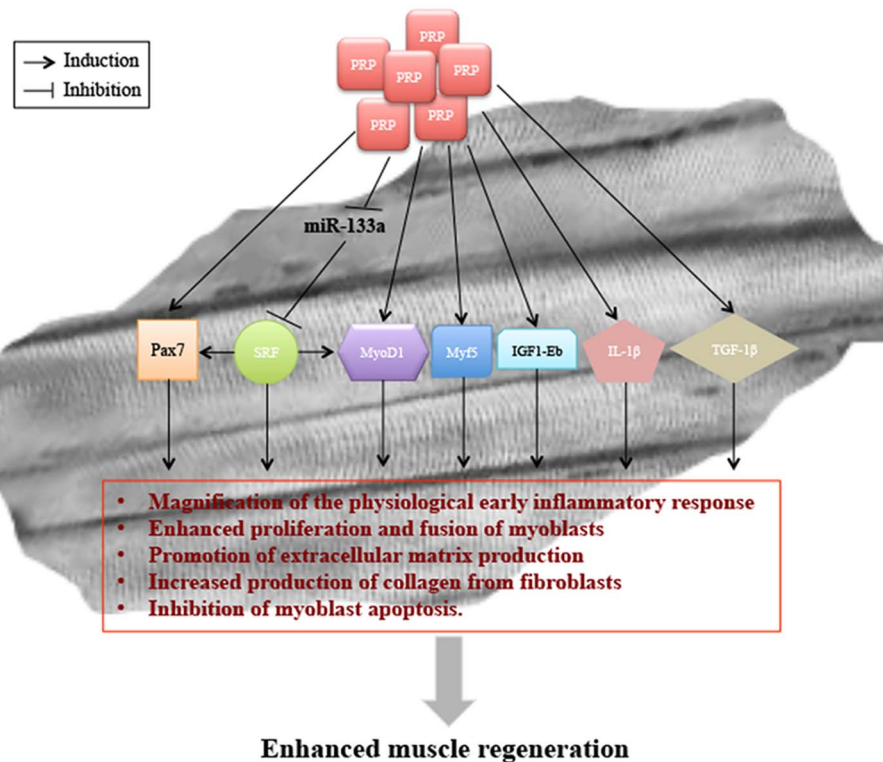 Induction
Inhibition
PRP
PRP
PRP
PRP
PRP
PRP
miR-133a
Pax7
SRF
MyoD1
Myf5
IGF1-Eb
IL-1β
TGF-1β
• Magnification of the physiological early inflammatory response
• Enhanced proliferation and fusion of myoblasts
• Promotion of extracellular matrix production
• Increased production of collagen from fibroblasts
• Inhibition of myoblast apoptosis.
Enhanced muscle regeneration